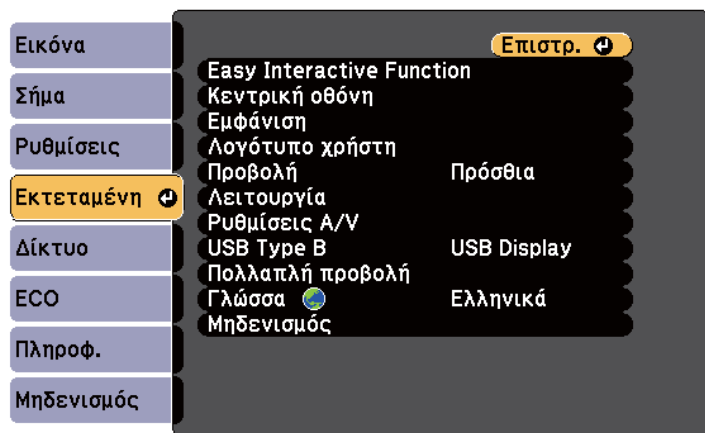 Εικόνα
Σήμα
Ρυθμίσεις
Εκτεταμένη
Δίκτυο
ECO
Πληροφ.
Μηδενισμός
Επιστρ.
Easy Interactive Function
Κεντρική οθόνη
Εμφάνιση
Λογότυπο χρήστη
Προβολή Πρόσθια
Λειτουργία
Ρυθμίσεις A/V
USB Type B USB Display
Πολλαπλή προβολή
Γλώσσα Ελληνικά
Μηδενισμός